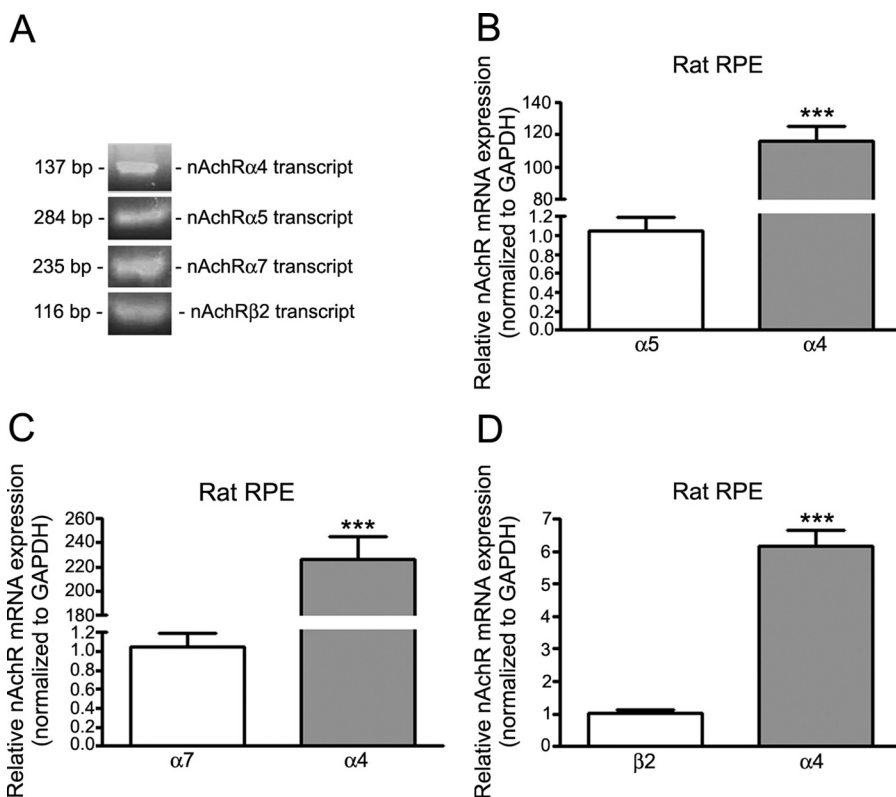 A
137 bp - - nAchRα4 transcript
284 bp - - nAchRα5 transcript
235 bp - - nAchRα7 transcript
116 bp - - nAchRβ2 transcript
B
Rat RPE
Relative nAchR mRNA expression
(normalized to GAPDH)
140
120
100
80
1.2
1.0
0.8
0.6
0.4
0.2
0.0
***
α5 α4
C
Rat RPE
Relative nAchR mRNA expression
(normalized to GAPDH)
260
240
220
200
180
1.2
1.0
0.8
0.6
0.4
0.2
0.0
***
α7 α4
D
Rat RPE
Relative nAchR mRNA expression
(normalized to GAPDH)
7
6
5
4
3
2
1
0
***
β2 α4